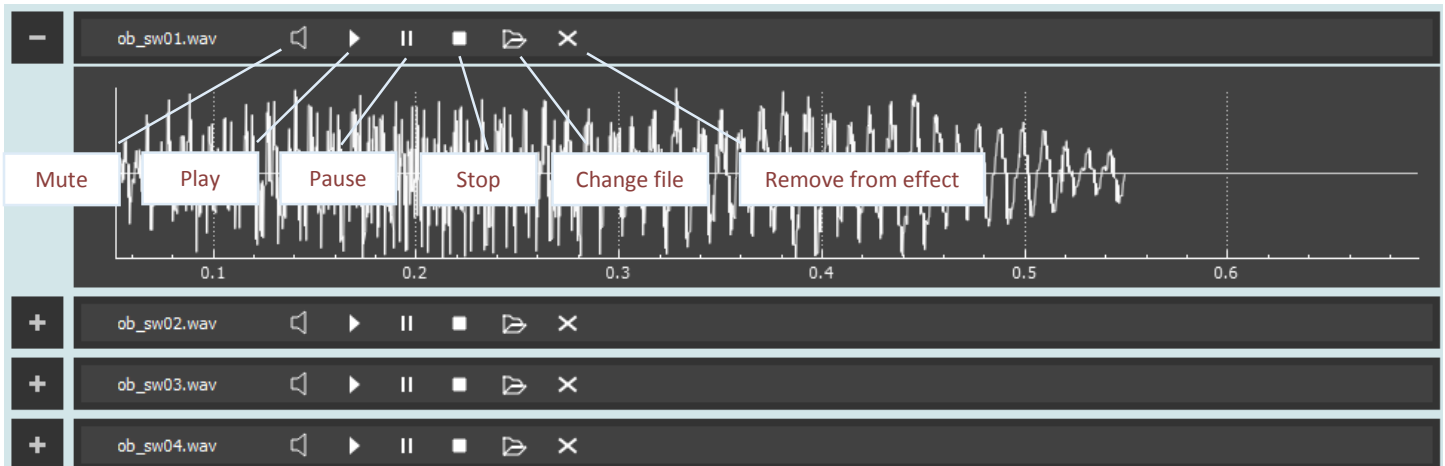 ob_sw01.wav
Mute Play Pause Stop Change file Remove from effect
0.1 0.2 0.3 0.4 0.5 0.6
ob_sw02.wav
ob_sw03.wav
ob_sw04.wav